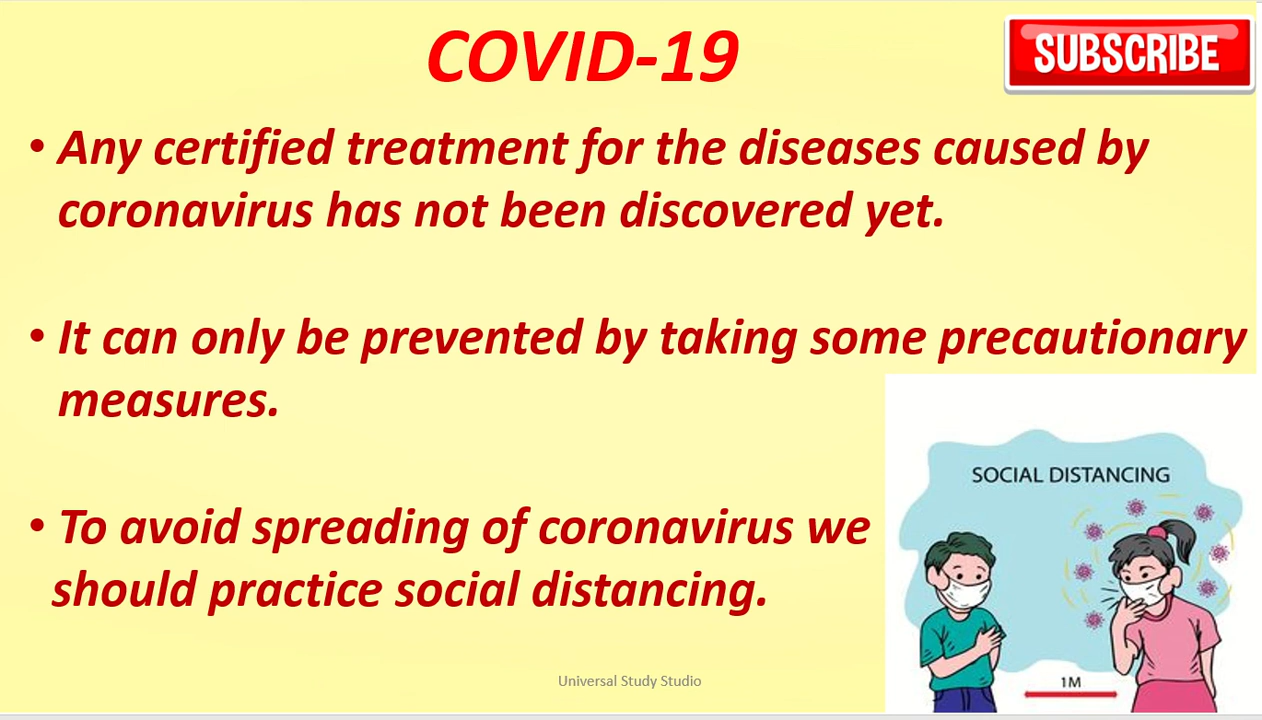 COVID-19
SUBSCRIBE
• Any certified treatment for the diseases caused by
coronavirus has not been discovered yet.
• It can only be prevented by taking some precautionary
measures.
• To avoid spreading of coronavirus we
should practice social distancing.
SOCIAL DISTANCING
1M
Universal Study Studio